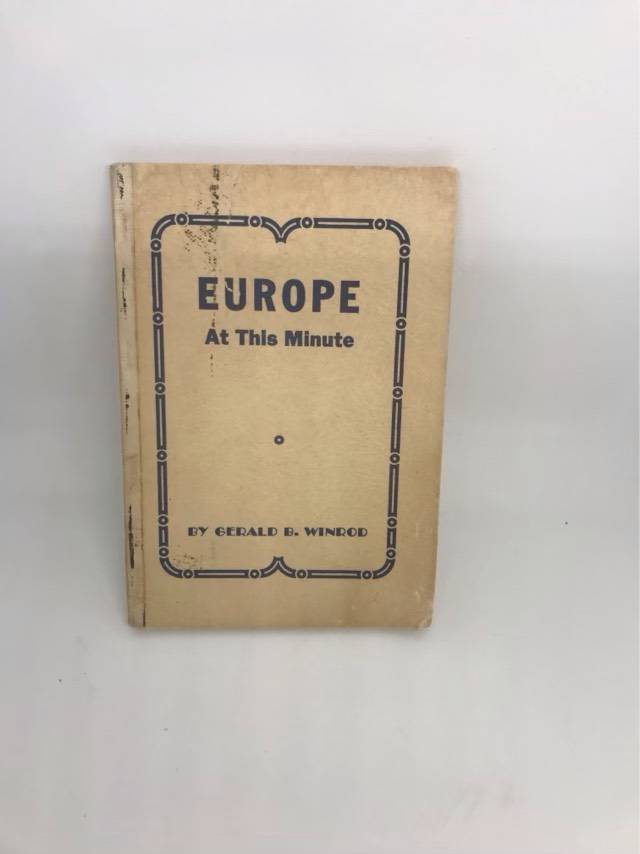 EUROPE
At This Minute
BY GERALD B. WINROD